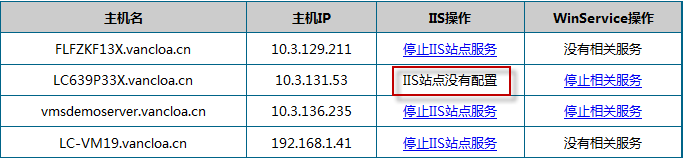 主机名 主机IP IIS操作 WinService操作
FLFZKF13X.vancloa.cn 10.3.129.211 停止IIS站点服务 没有相关服务
LC639P33X.vancloa.cn 10.3.131.53 IIS站点没有配置 停止相关服务
vmsdemoserver.vancloa.cn 10.3.136.235 停止IIS站点服务 停止相关服务
LC-VM19.vancloa.cn 192.168.1.41 停止IIS站点服务 没有相关服务